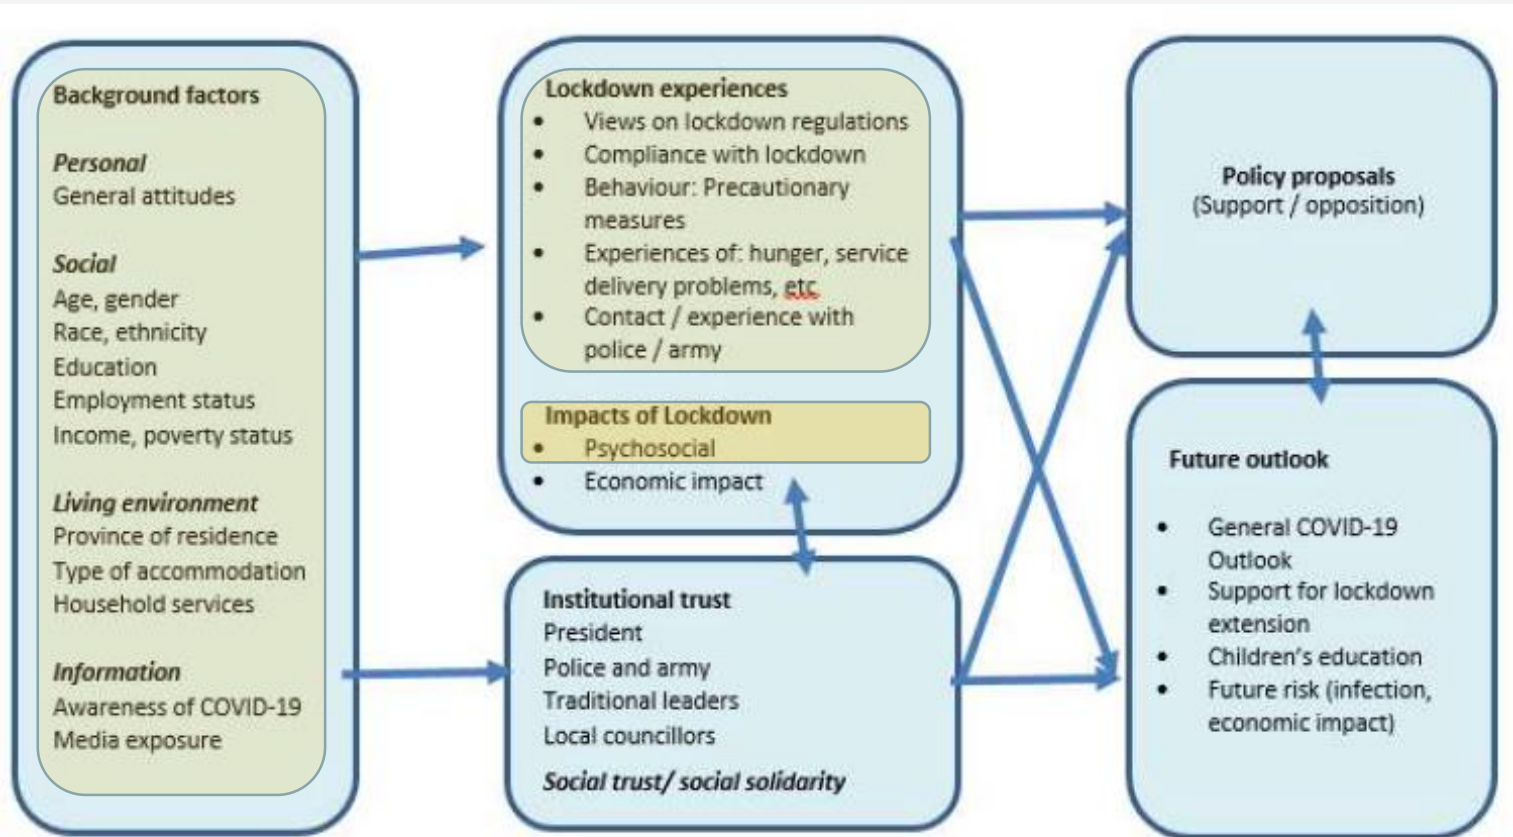 Background factors
Personal
General attitudes
Social
Age, gender
Race, ethnicity
Education
Employment status
Income, poverty status
Living environment
Province of residence
Type of accommodation
Household services
Information
Awareness of COVID-19
Media exposure
Lockdown experiences
• Views on lockdown regulations
• Compliance with lockdown
• Behaviour: Precautionary
measures
• Experiences of: hunger, service
delivery problems, etc
• Contact / experience with
police / army
Impacts of Lockdown
• Psychosocial
• Economic impact
Institutional trust
President
Police and army
Traditional leaders
Local councillors
Social trust/ social solidarity
Policy proposals
(Support / opposition)
Future outlook
• General COVID-19
Outlook
• Support for lockdown
extension
• Children's education
• Future risk (infection,
economic impact)